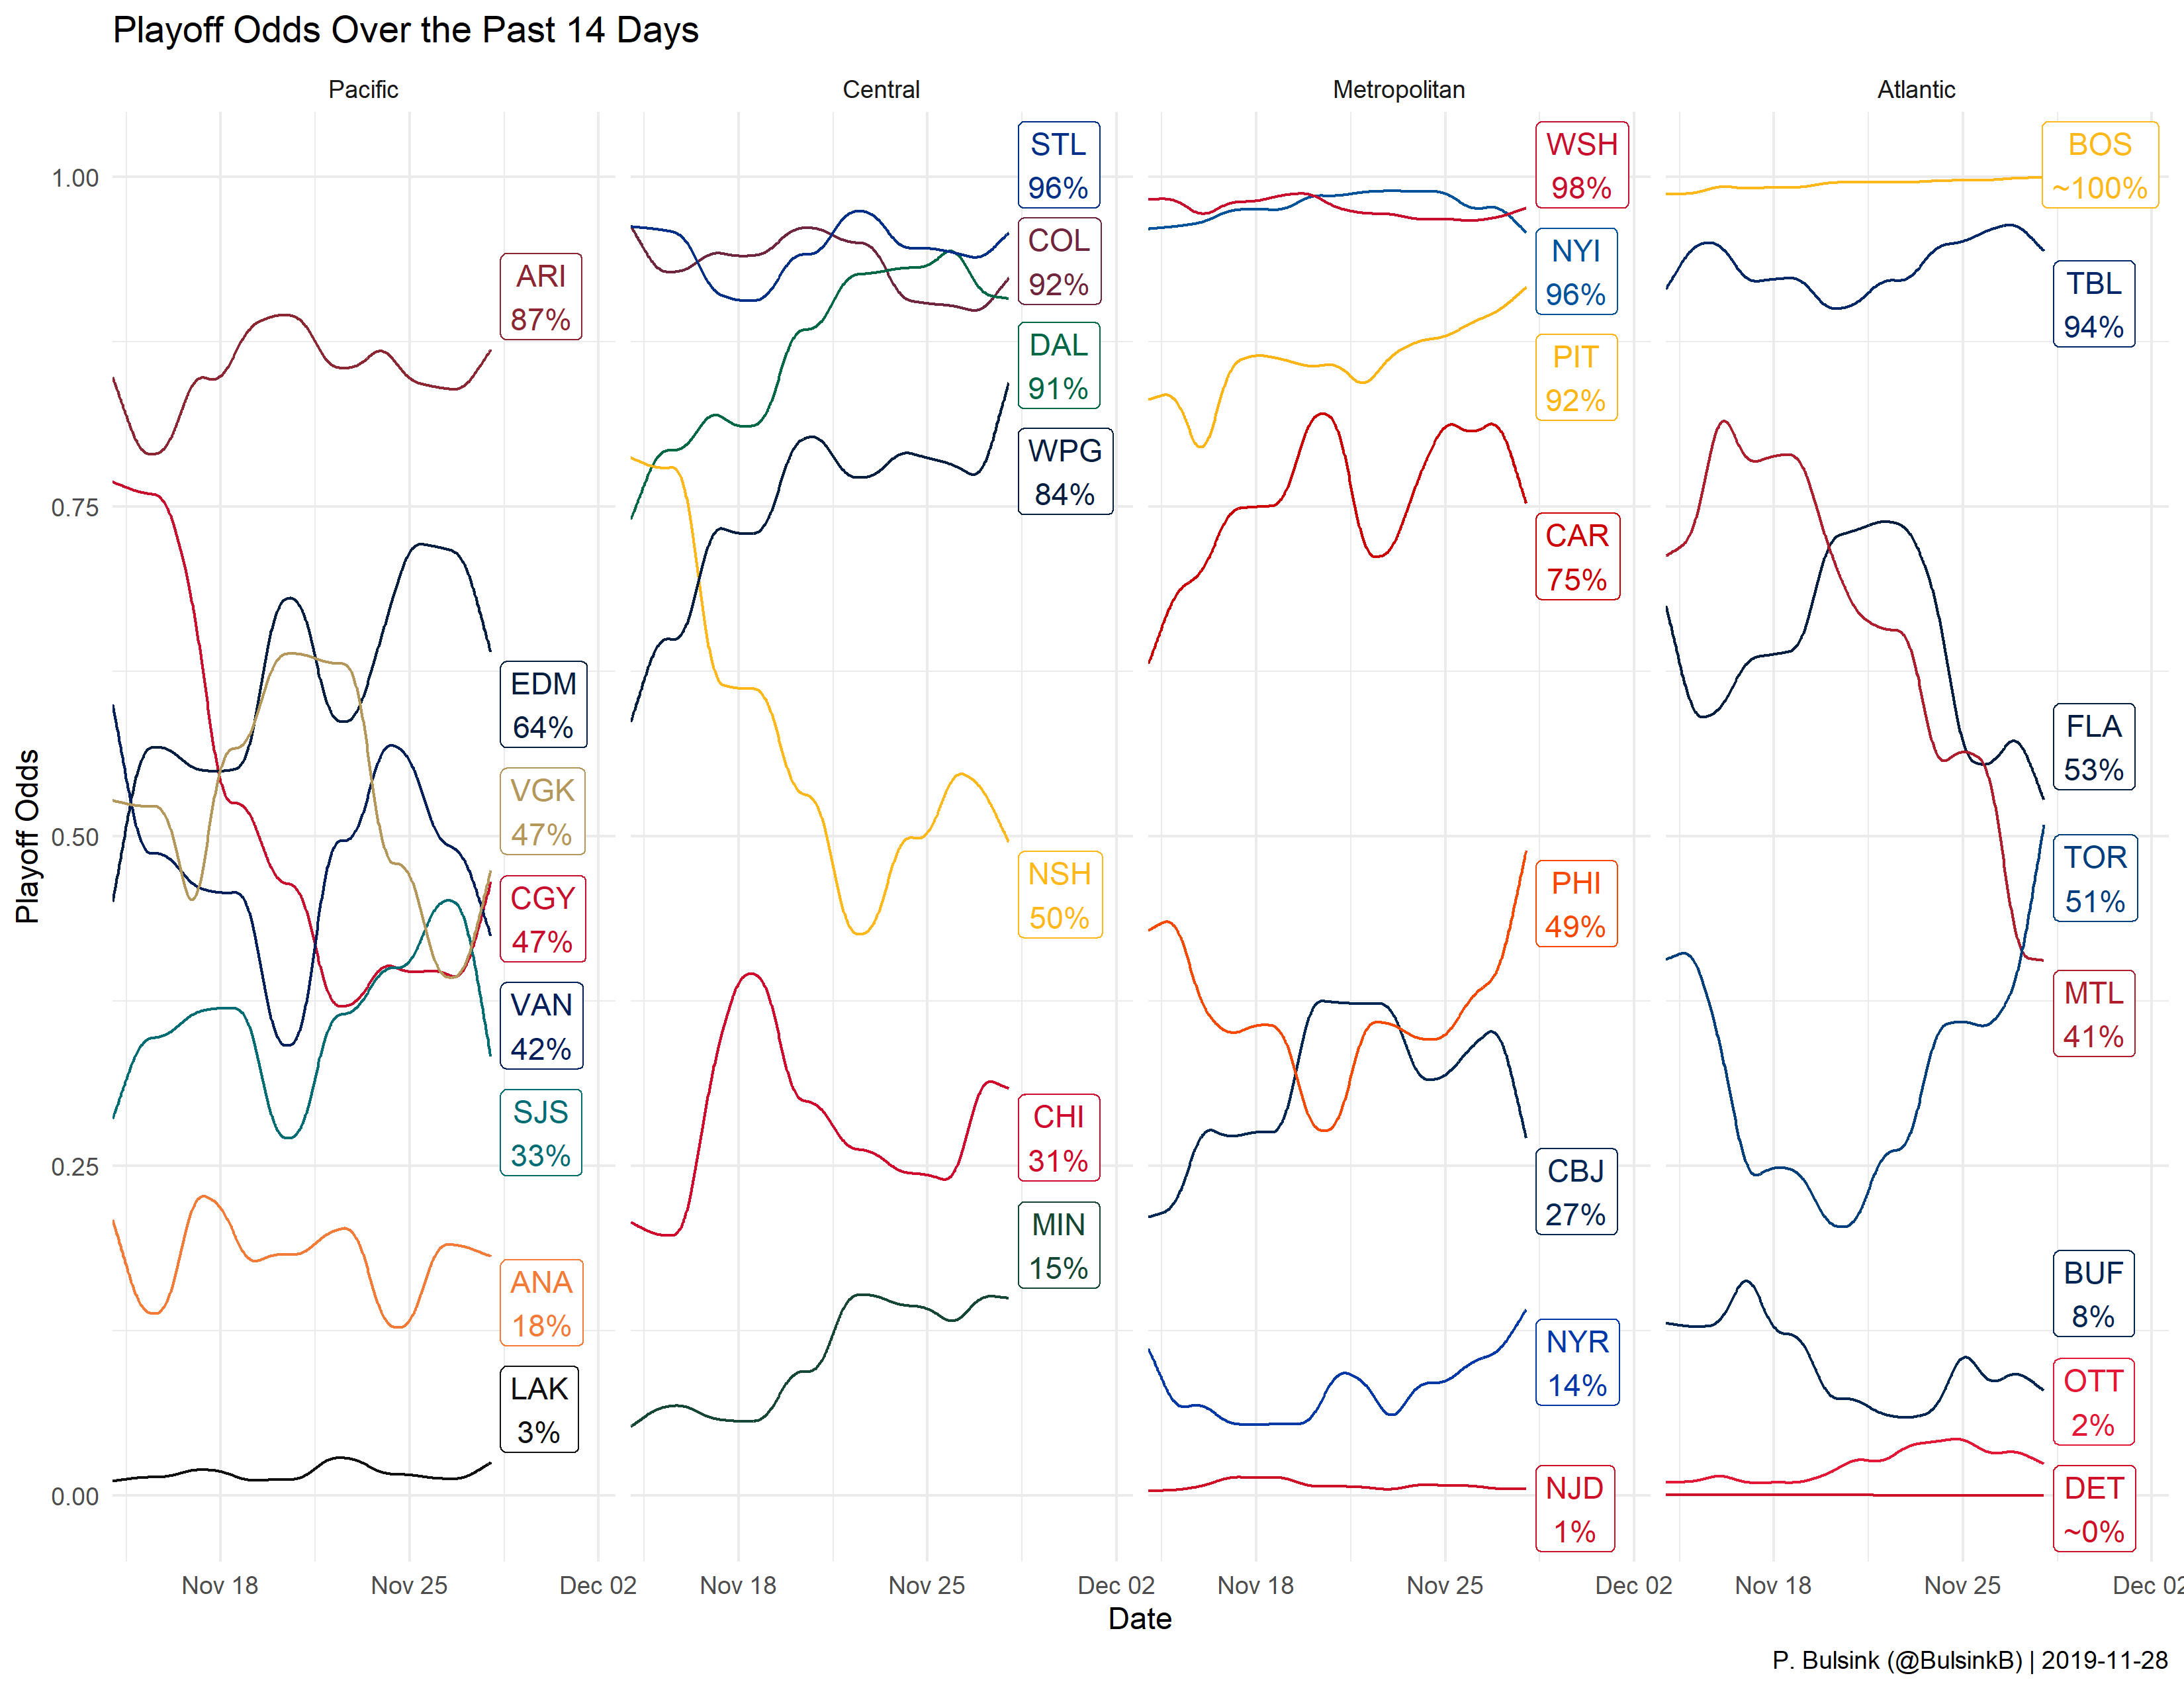 Playoff Odds Over the Past 14 Days
Pacific
Central
Metropolitan
Atlantic
Playoff Odds
1.00
0.75
0.50
0.25
0.00
ARI
87%
EDM
64%
VGK
47%
CGY
47%
VAN
42%
SJS
33%
ANA
18%
LAK
3%
STL
96%
COL
92%
DAL
91%
WPG
84%
NSH
50%
CHI
31%
MIN
15%
WSH
98%
NYI
96%
PIT
92%
CAR
75%
PHI
49%
CBJ
27%
NYR
14%
NJD
1%
BOS
~100%
TBL
94%
FLA
53%
TOR
51%
MTL
41%
BUF
8%
OTT
2%
DET
~0%
Nov 18 Nov 25 Dec 02
Nov 18 Nov 25 Dec 02
Nov 18 Nov 25 Dec 02
Nov 18 Nov 25 Dec 02
Date
P. Bulsink (@BulsinkB) | 2019-11-28